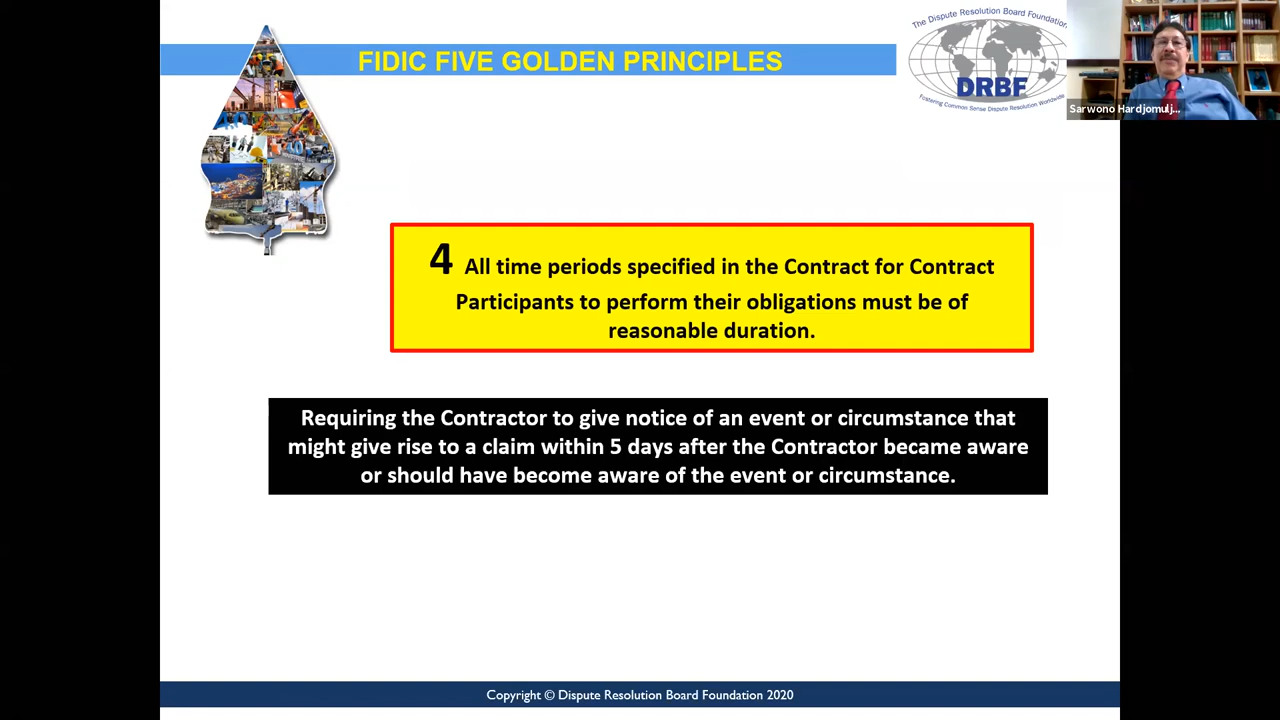 FIDIC FIVE GOLDEN PRINCIPLES
The Dispute Resolution Board Foundation
DRBF
Fostering Common Sense Dispute Resolution Worldwide
Sarwono Hardjomulj...
4 All time periods specified in the Contract for Contract
Participants to perform their obligations must be of
reasonable duration.
Requiring the Contractor to give notice of an event or circumstance that
might give rise to a claim within 5 days after the Contractor became aware
or should have become aware of the event or circumstance.
Copyright © Dispute Resolution Board Foundation 2020